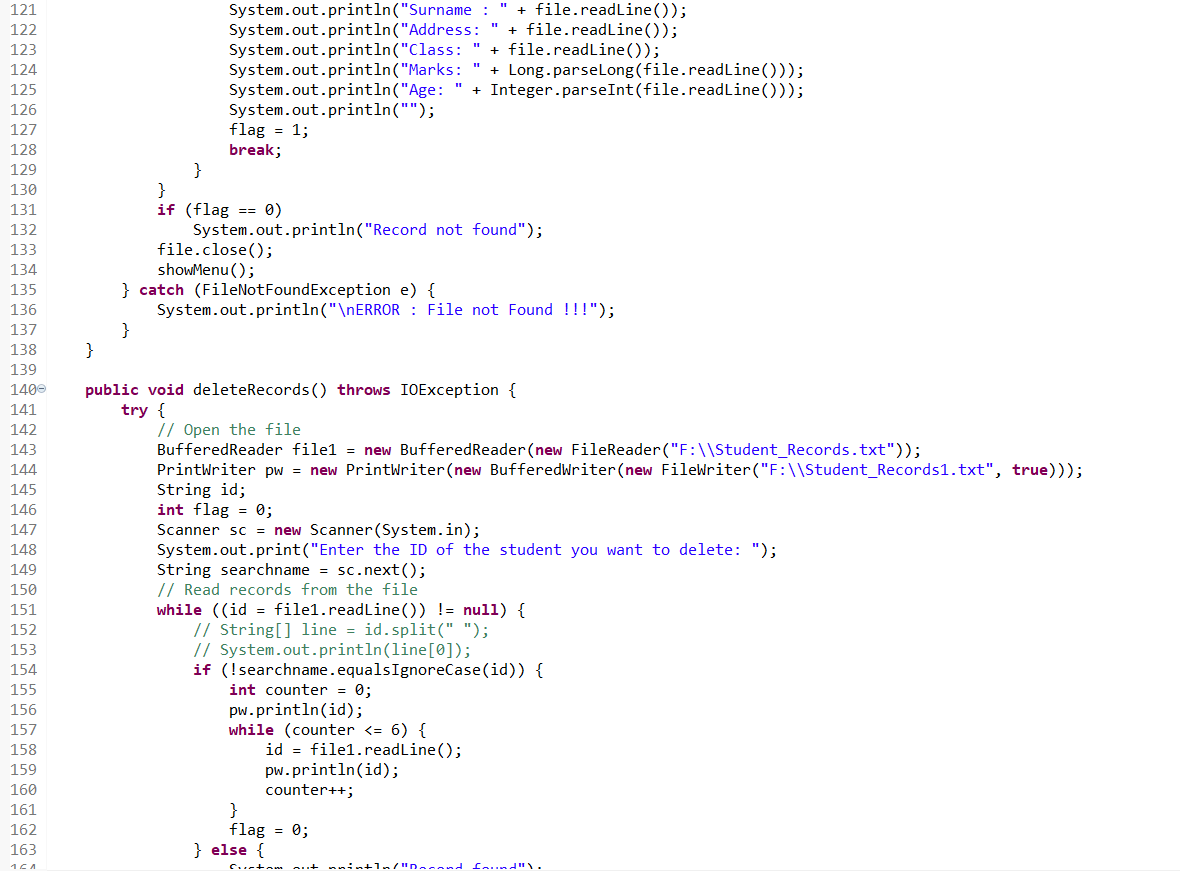 121 System.out.println("Surname : " + file.readLine());
122 System.out.println("Address: " + file.readLine());
123 System.out.println("Class: " + file.readLine());
124 System.out.println("Marks: " + Long.parseLong(file.readLine()));
125 System.out.println("Age: " + Integer.parseInt(file.readLine()));
126 System.out.println("");
127 flag = 1;
128 break;
129 }
130 }
131 if (flag == 0)
132 System.out.println("Record not found");
133 file.close();
134 showMenu();
135 } catch (FileNotFoundException e) {
136 System.out.println("\nERROR : File not Found !!!");
137 }
138 }
139
140 public void deleteRecords() throws IOException {
141 try {
142 // Open the file
143 BufferedReader file1 = new BufferedReader(new FileReader("F:\\Student_Records.txt"));
144 PrintWriter pw = new PrintWriter(new BufferedWriter(new FileWriter("F:\\Student_Records1.txt", true)));
145 String id;
146 int flag = 0;
147 Scanner sc = new Scanner(System.in);
148 System.out.print("Enter the ID of the student you want to delete: ");
149 String searchname = sc.next();
150 // Read records from the file
151 while ((id = file1.readLine()) != null) {
152 // String[] line = id.split(" ");
153 // System.out.println(line[0]);
154 if (!searchname.equalsIgnoreCase(id)) {
155 int counter = 0;
156 pw.println(id);
157 while (counter <= 6) {
158 id = file1.readLine();
159 pw.println(id);
160 counter++;
161 }
162 flag = 0;
163 } else {
164 System.out.println("Record found");